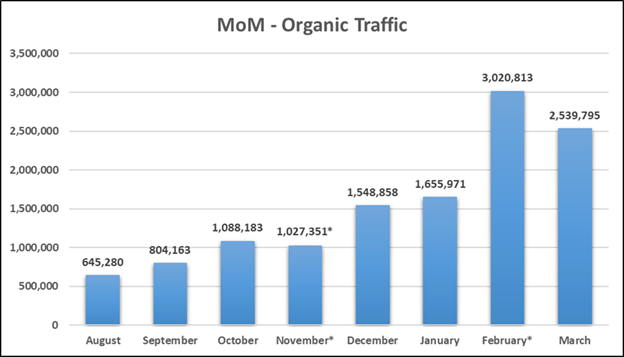 MoM - Organic Traffic
3,500,000
3,000,000
2,500,000
2,000,000
1,500,000
1,000,000
500,000
0
645,280
804,163
1,088,183
1,027,351*
1,548,858
1,655,971
3,020,813
2,539,795
August
September
October
November*
December
January
February*
March